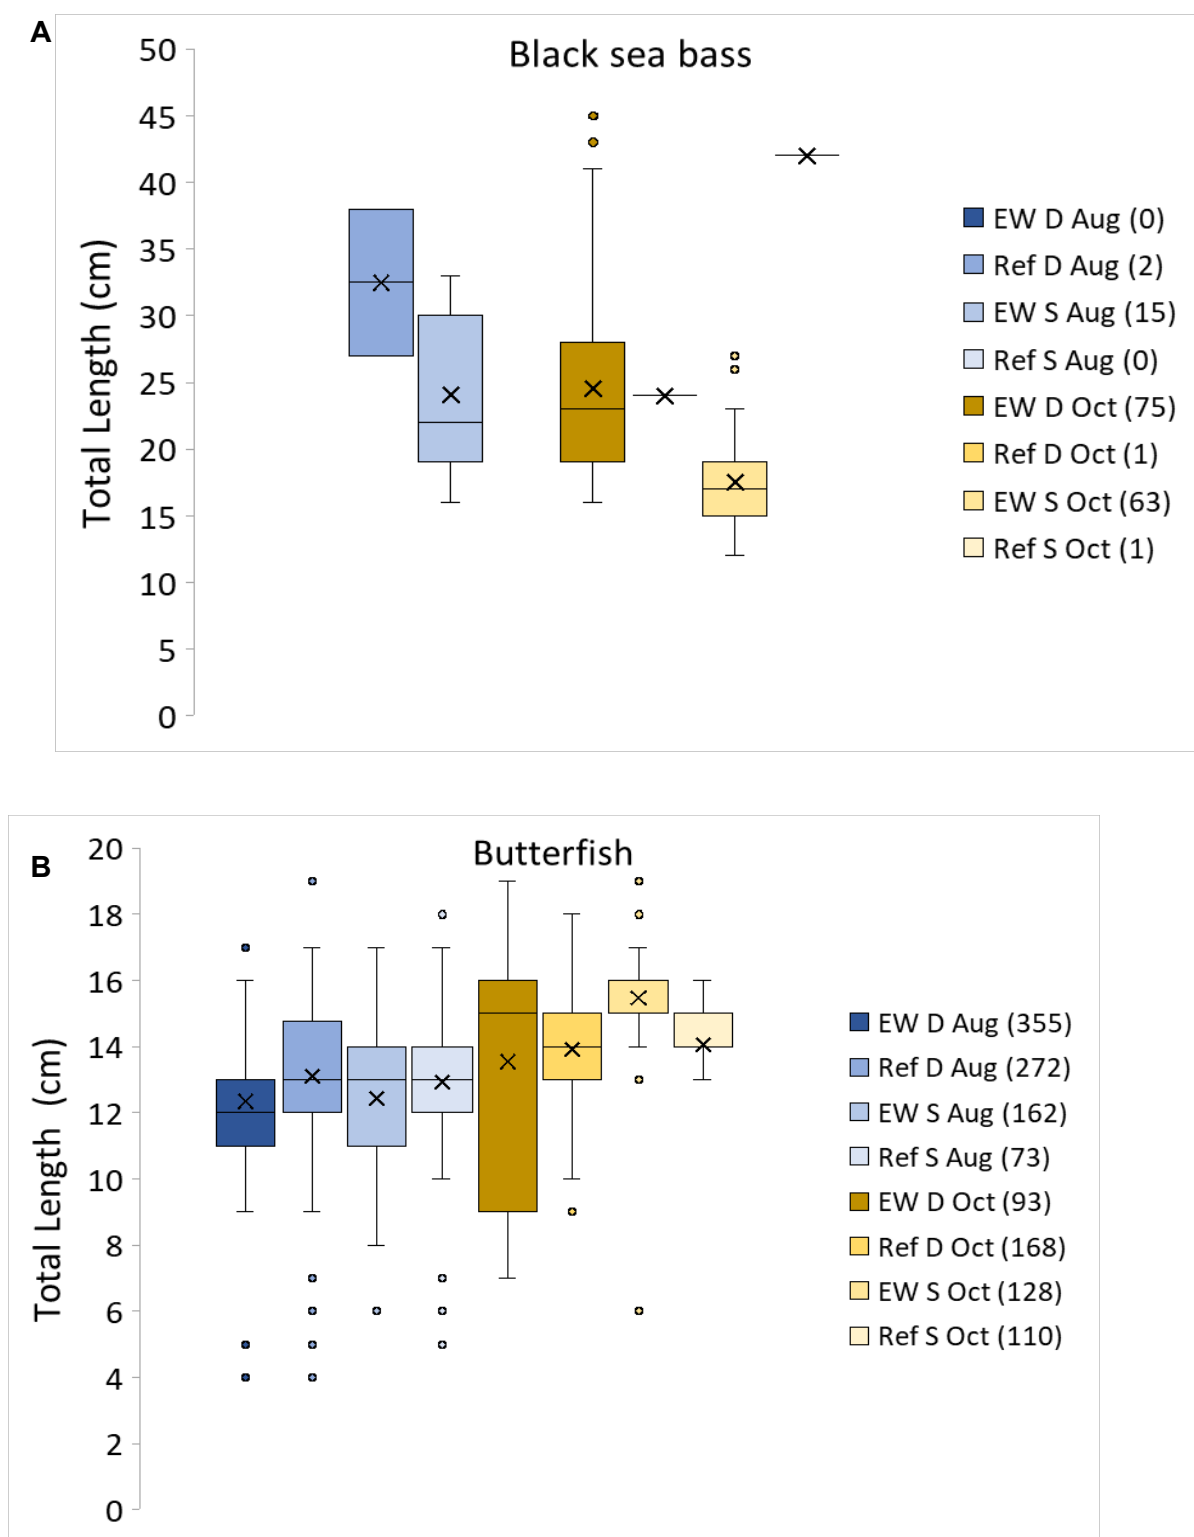 A
Black sea bass
50
45
40
35
30
25
20
15
10
5
0
Total Length (cm)
EW D Aug (0)
Ref D Aug (2)
EW S Aug (15)
Ref S Aug (0)
EW D Oct (75)
Ref D Oct (1)
EW S Oct (63)
Ref S Oct (1)
B
Butterfish
20
18
16
14
12
10
8
6
4
2
0
Total Length (cm)
EW D Aug (355)
Ref D Aug (272)
EW S Aug (162)
Ref S Aug (73)
EW D Oct (93)
Ref D Oct (168)
EW S Oct (128)
Ref S Oct (110)